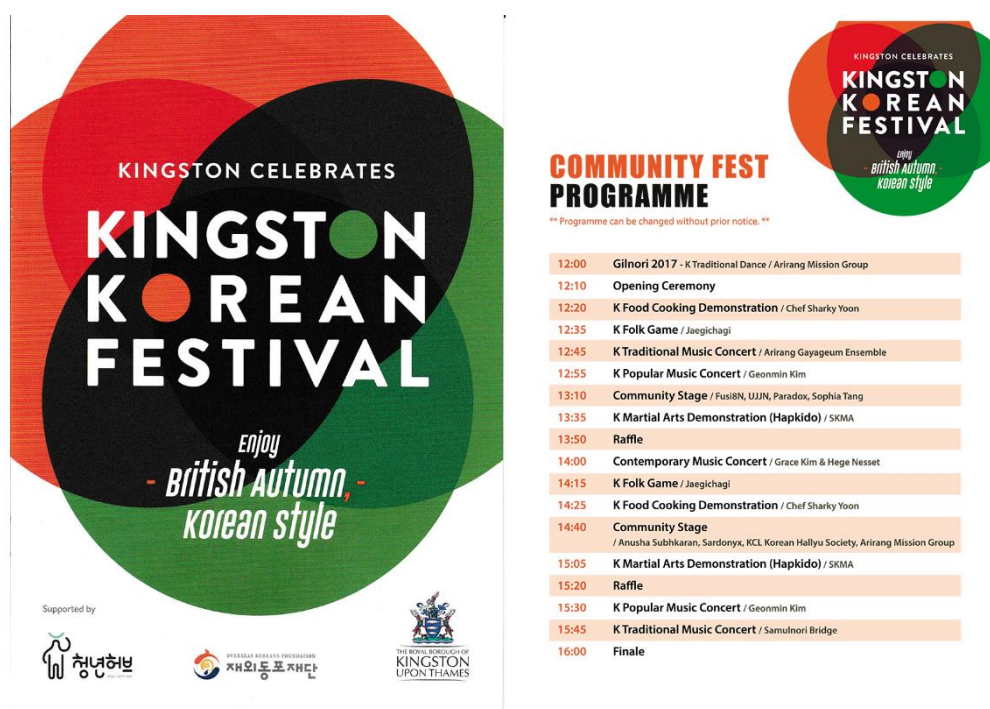 KINGSTON CELEBRATES
KINGSTON
KOREAN
FESTIVAL
Enjoy
- British Autumn, -
Korean Style
Supported by
청년허브
OVERSEAS KOREANS FOUNDATION
재외동포재단
THE ROYAL BOROUGH OF
KINGSTON
UPON THAMES
KINGSTON CELEBRATES
KINGSTON
KOREAN
FESTIVAL
Enjoy
- British Autumn, -
Korean Style
COMMUNITY FEST
PROGRAMME
** Programme can be changed without prior notice. **
12:00 Gilnori 2017 - K Traditional Dance / Arirang Mission Group
12:10 Opening Ceremony
12:20 K Food Cooking Demonstration / Chef Sharky Yoon
12:35 K Folk Game / Jaegichagi
12:45 K Traditional Music Concert / Arirang Gayageum Ensemble
12:55 K Popular Music Concert / Geonmin Kim
13:10 Community Stage / Fusi8N, UJJN, Paradox, Sophia Tang
13:35 K Martial Arts Demonstration (Hapkido) / SKMA
13:50 Raffle
14:00 Contemporary Music Concert / Grace Kim & Hege Nesset
14:15 K Folk Game / Jaegichagi
14:25 K Food Cooking Demonstration / Chef Sharky Yoon
14:40 Community Stage
/ Anusha Subhkaran, Sardonyx, KCL Korean Hallyu Society, Arirang Mission Group
15:05 K Martial Arts Demonstration (Hapkido) / SKMA
15:20 Raffle
15:30 K Popular Music Concert / Geonmin Kim
15:45 K Traditional Music Concert / Samulnori Bridge
16:00 Finale